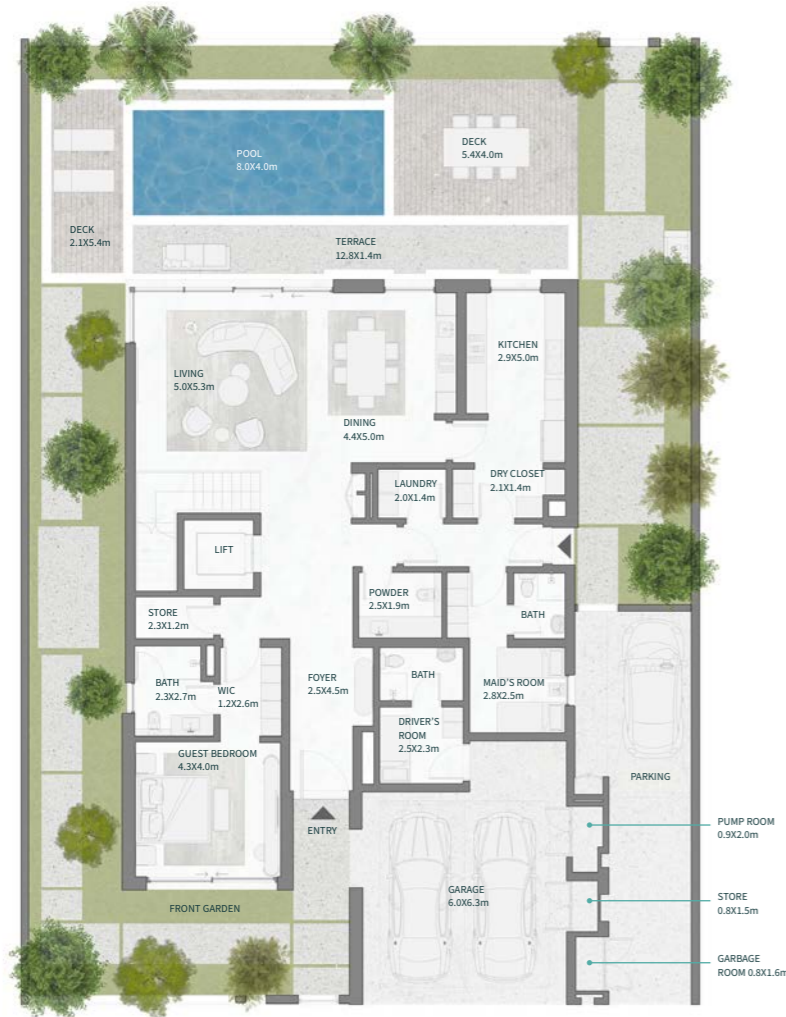 POOL
8.0X4.0m
DECK
5.4X4.0m
DECK
2.1X5.4m
TERRACE
12.8X1.4m
KITCHEN
2.9X5.0m
LIVING
5.0X5.3m
DINING
4.4X5.0m
DRY CLOSET
2.1X1.4m
LAUNDRY
2.0X1.4m
LIFT
POWDER
2.5X1.9m
STORE
2.3X1.2m
BATH
BATH
2.3X2.7m
WIC
1.2X2.6m
FOYER
2.5X4.5m
BATH
MAID'S ROOM
2.8X2.5m
DRIVER'S
ROOM
2.5X2.3m
GUEST BEDROOM
4.3X4.0m
PARKING
ENTRY
PUMP ROOM
0.9X2.0m
GARAGE
6.0X6.3m
STORE
0.8X1.5m
FRONT GARDEN
GARBAGE
ROOM 0.8X1.6m